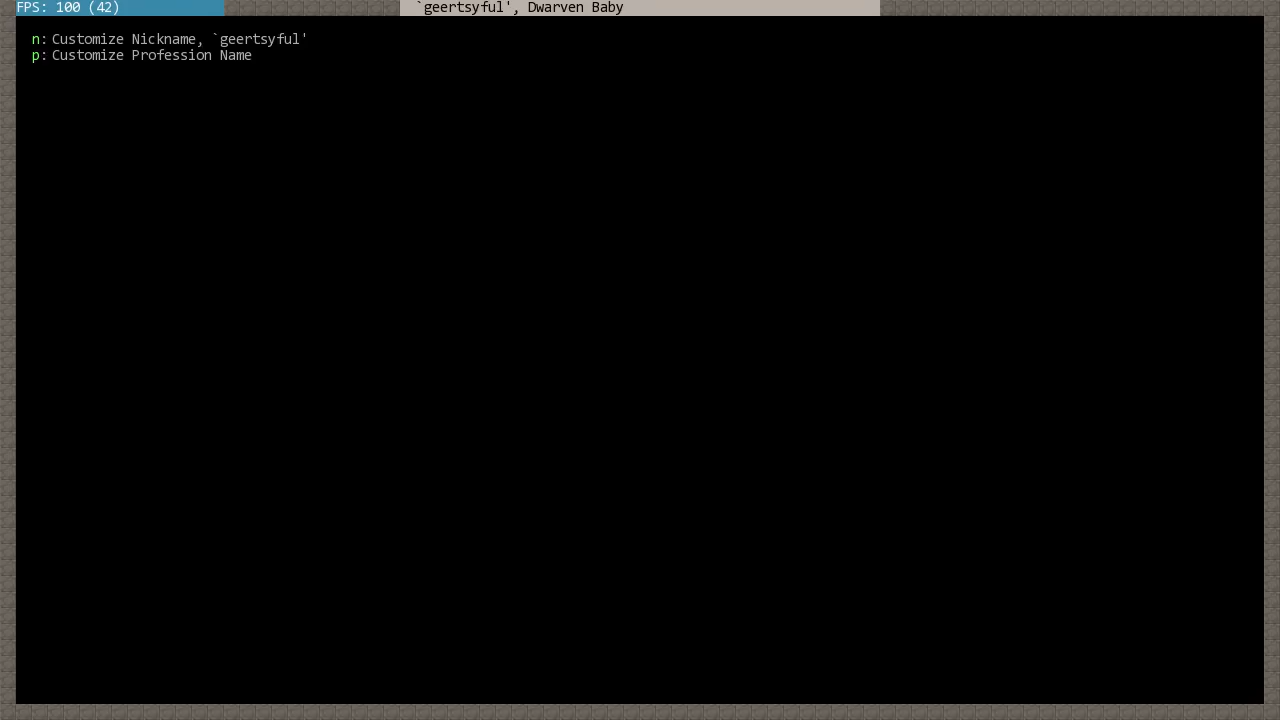 FPS: 100 (42)
`geertsyful', Dwarven Baby
n: Customize Nickname, `geertsyful'
p: Customize Profession Name